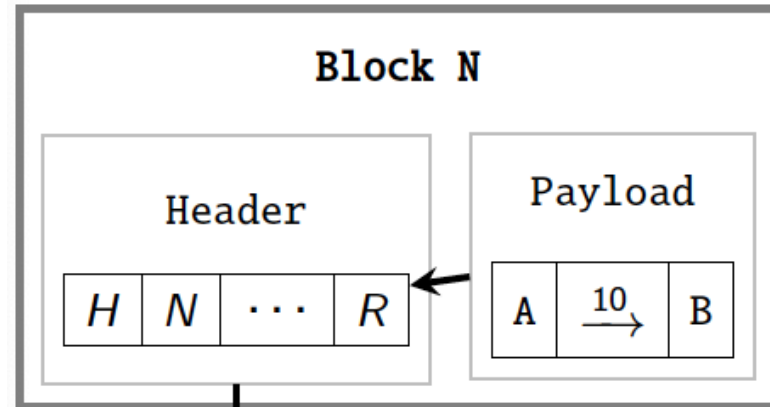 Block N
Header
H N ... R
Payload
A 10 → B